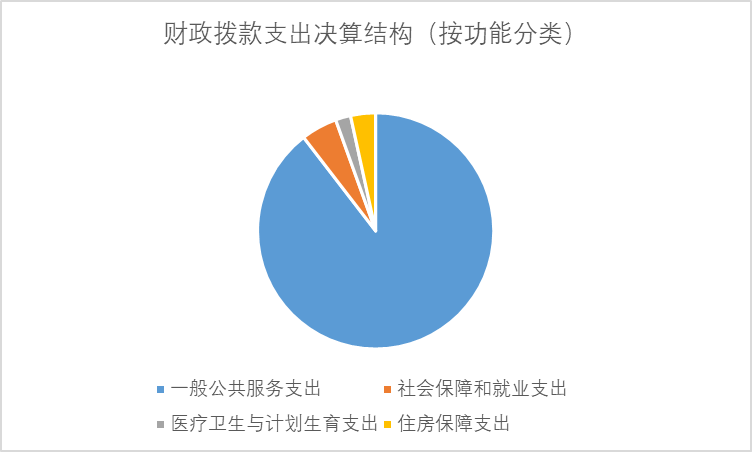 财政拨款支出决算结构（按功能分类）
一般公共服务支出 社会保障和就业支出
医疗卫生与计划生育支出 住房保障支出